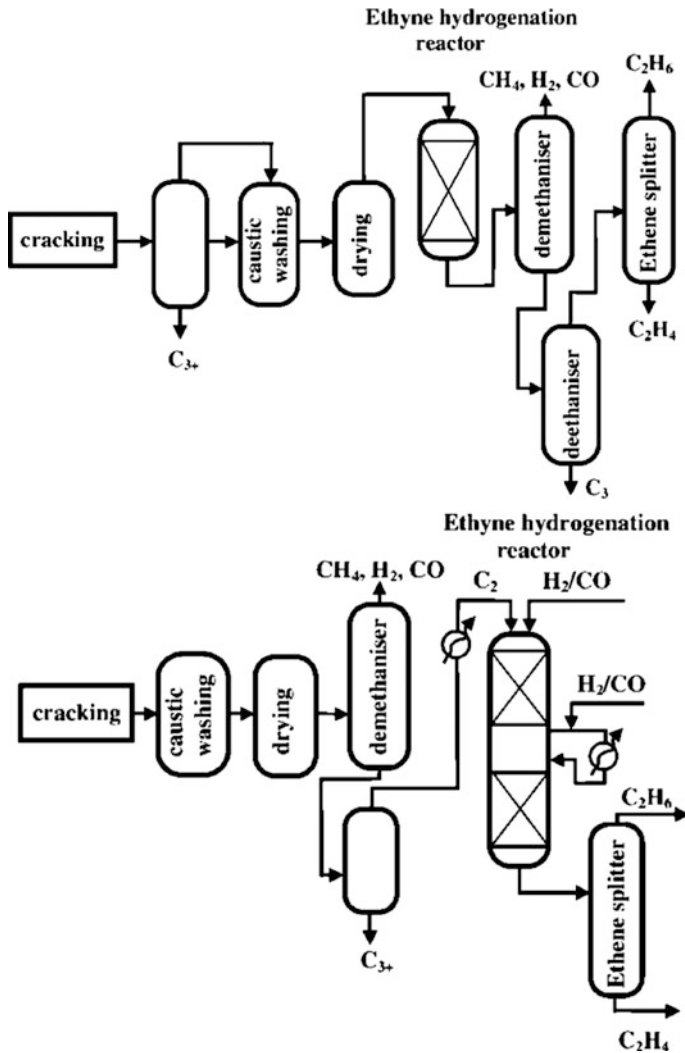 Ethyne hydrogenation
reactor
C₂H₆
CH₄, H₂, CO
cracking
caustic
washing
drying
demethaniser
Ethene splitter
C₃₊
C₂H₄
deethaniser
C₃
Ethyne hydrogenation
reactor
CH₄, H₂, CO
C₂
H₂/CO
H₂/CO
cracking
caustic
washing
drying
demethaniser
C₂H₆
Ethene splitter
C₃₊
C₂H₄